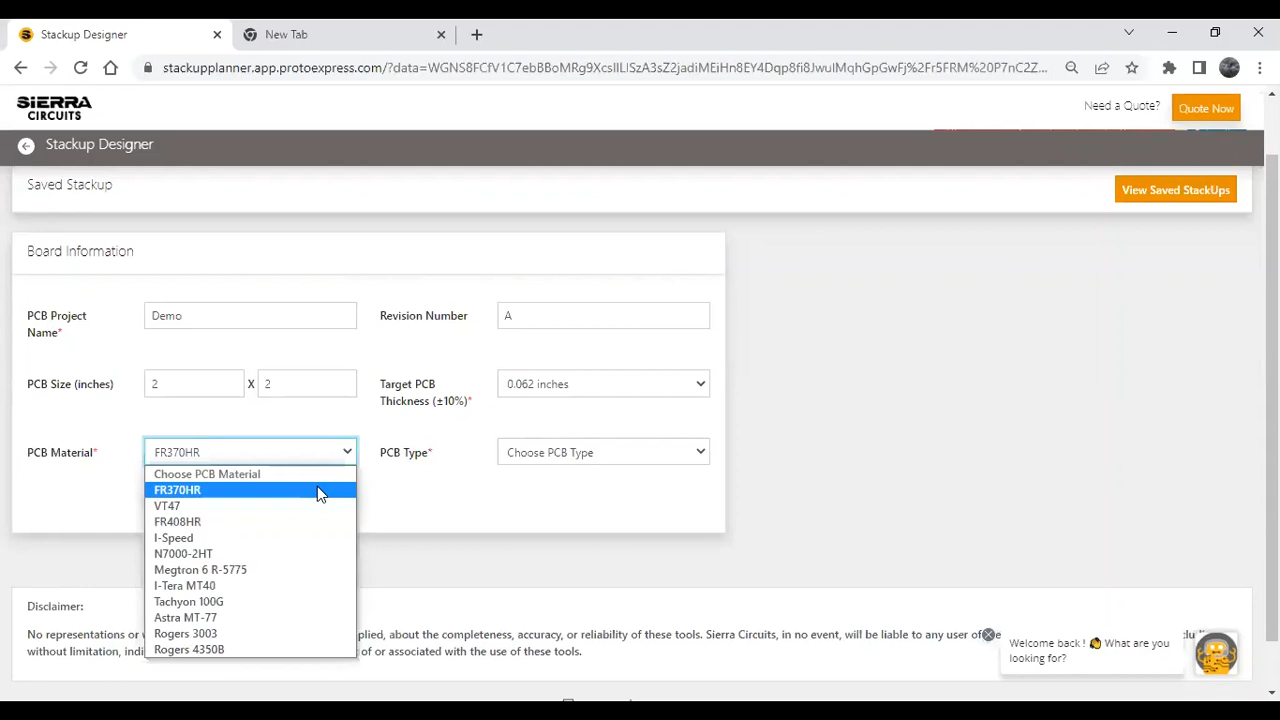 Stackup Designer
New Tab
stackupplanner.app.protoexpress.com
SIERRA
CIRCUITS
Need a Quote?
Quote Now
Stackup Designer
Saved Stackup
View Saved StackUps
Board Information
PCB Project
Name*
Demo
Revision Number
A
PCB Size (inches)
2
X
2
Target PCB
Thickness (±10%)*
0.062 inches
PCB Material*
FR370HR
PCB Type*
Choose PCB Type
Choose PCB Material
FR370HR
VT47
FR408HR
I-Speed
N7000-2HT
Megtron 6 R-5775
I-Tera MT40
Tachyon 100G
Astra MT-77
Rogers 3003
Rogers 4350B
Disclaimer:
No representations or about the completeness, accuracy, or reliability of these tools. Sierra Circuits, in no event, will be liable to any user of
without limitation, of or associated with the use of these tools.
Welcome back ! What are you
looking for?